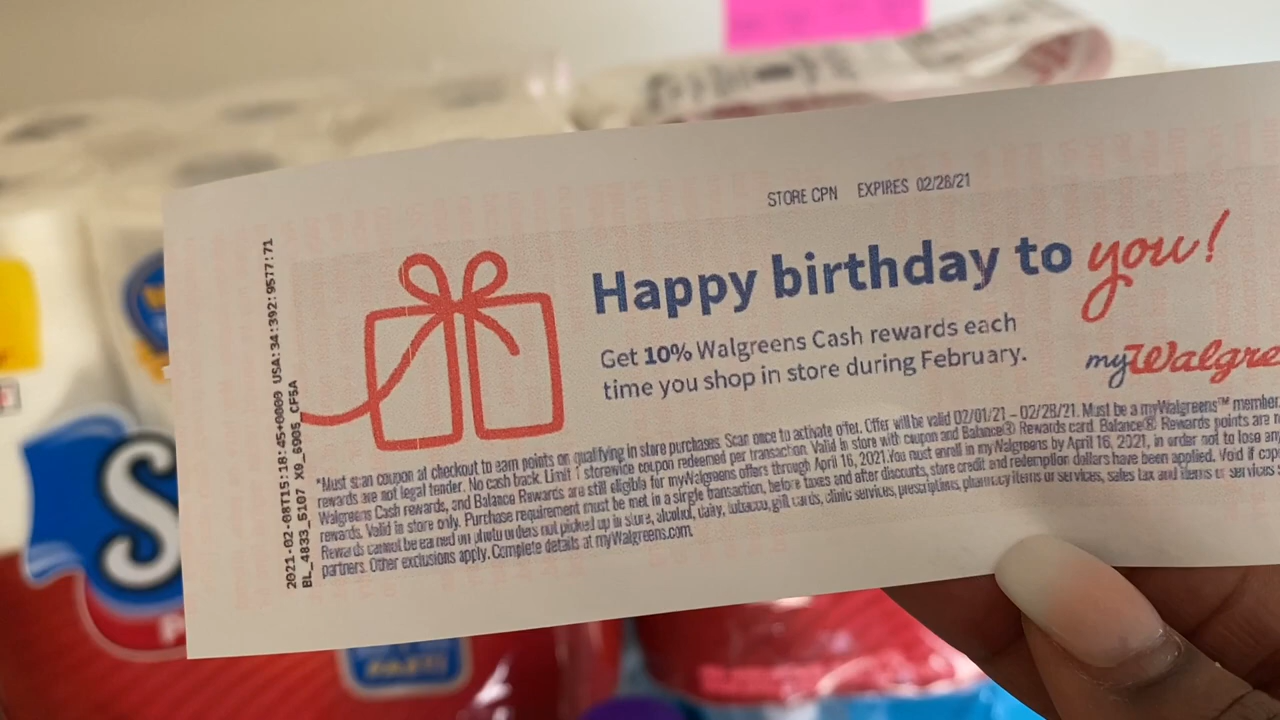 STORE CPN EXPIRES 02/28/21
Happy birthday to you!
Get 10% Walgreens Cash rewards each
time you shop in store during February.
myWalgre
*Must scan coupon at checkout to earn points on qualifying in store purchases. Scan once to activate offer. Offer will be valid 02/01/21 – 02/28/21. Must be a myWalgreens™ member.
rewards are not legal tender. No cash back. Limit 1 storewide coupon redeemed per transaction. Valid in store with coupon and Balance® Rewards card. Balance® Rewards points are
Walgreens Cash rewards, and Balance Rewards are still eligible for myWalgreens offers through April 16, 2021. You must enroll in myWalgreens by April 16, 2021, in order not to lose any
rewards. Valid in store only. Purchase requirement must be met in a single transaction, before taxes and after discounts, store credit and redemption dollars have been applied. Void if
Rewards cannot be earned on photo orders not picked up in store, alcohol, dairy, tobacco, gift cards, clinic services, prescriptions, pharmacy items or services, sales tax and items or services
partners. Other exclusions apply. Complete details at myWalgreens.com.
2021-02-08T15:18:45+0000 USA:34:392:9577:71
BL_4833_5107 X9_6905_CF5A
S